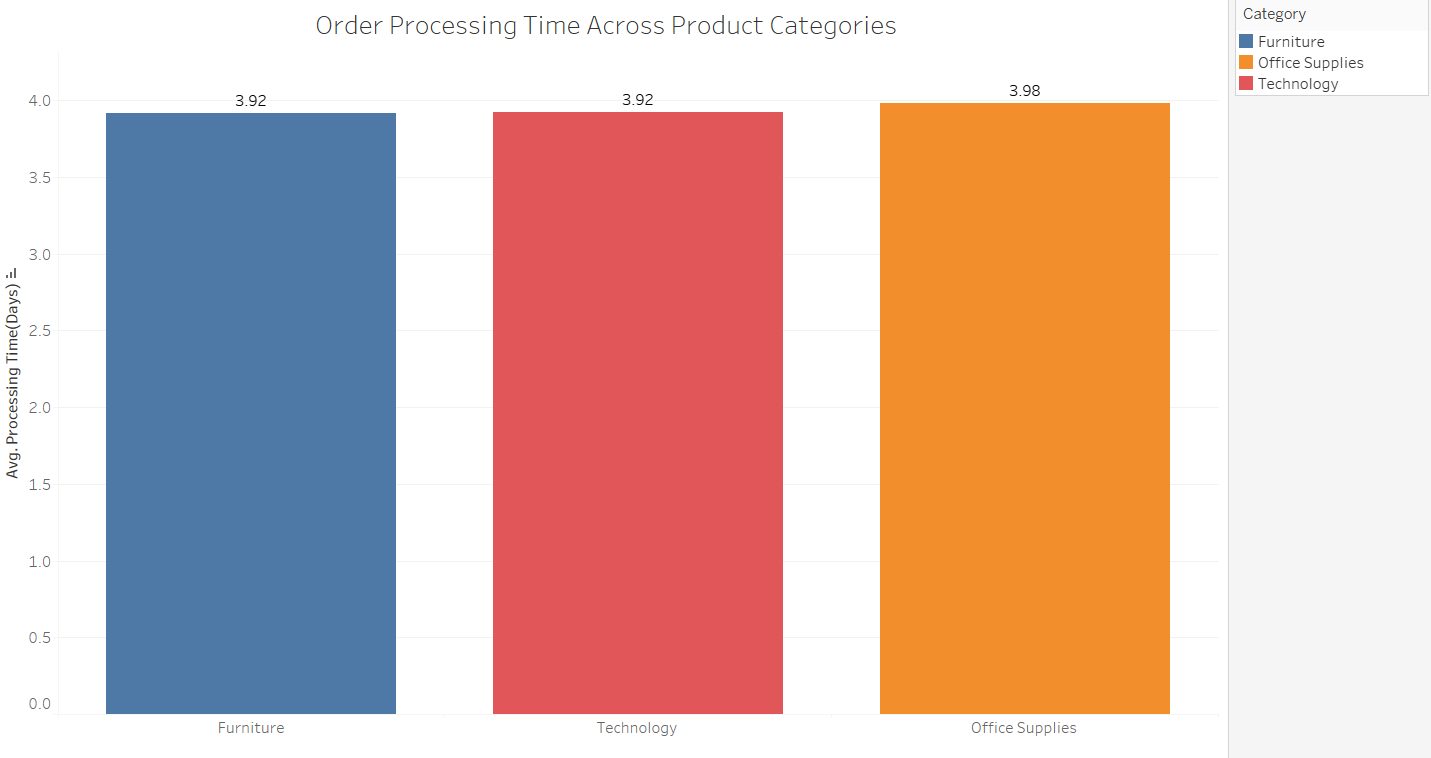 Order Processing Time Across Product Categories
Avg. Processing Time(Days)
4.0
3.5
3.0
2.5
2.0
1.5
1.0
0.5
0.0
3.92
3.92
3.98
Furniture
Technology
Office Supplies
Category
Furniture
Office Supplies
Technology